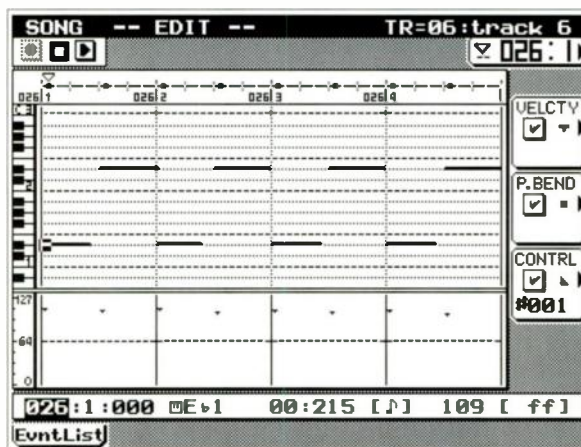 SONG -- EDIT -- TR=06:track 6
026:1
026 1 026 2 026 3 026 4
C3
2
1
VELCTY
P.BEND
CONTRL
#001
127
64
0
026:1:000 E♭1 00:215 [♪] 109 [ ff]
EvntList